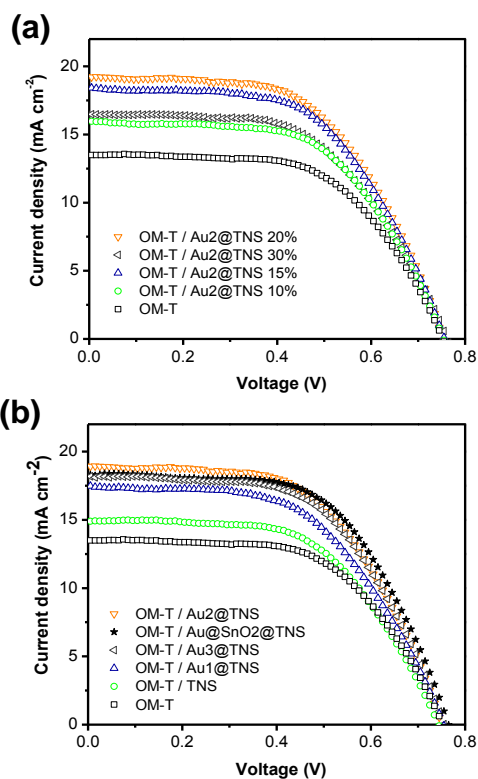 (a)
20
15
10
5
0
Current density (mA cm-2)
OM-T / Au2@TNS 20%
OM-T / Au2@TNS 30%
OM-T / Au2@TNS 15%
OM-T / Au2@TNS 10%
OM-T
0.0 0.2 0.4 0.6 0.8
Voltage (V)
(b)
20
15
10
5
0
Current density (mA cm-2)
OM-T / Au2@TNS
OM-T / Au@SnO2@TNS
OM-T / Au3@TNS
OM-T / Au1@TNS
OM-T / TNS
OM-T
0.0 0.2 0.4 0.6 0.8
Voltage (V)